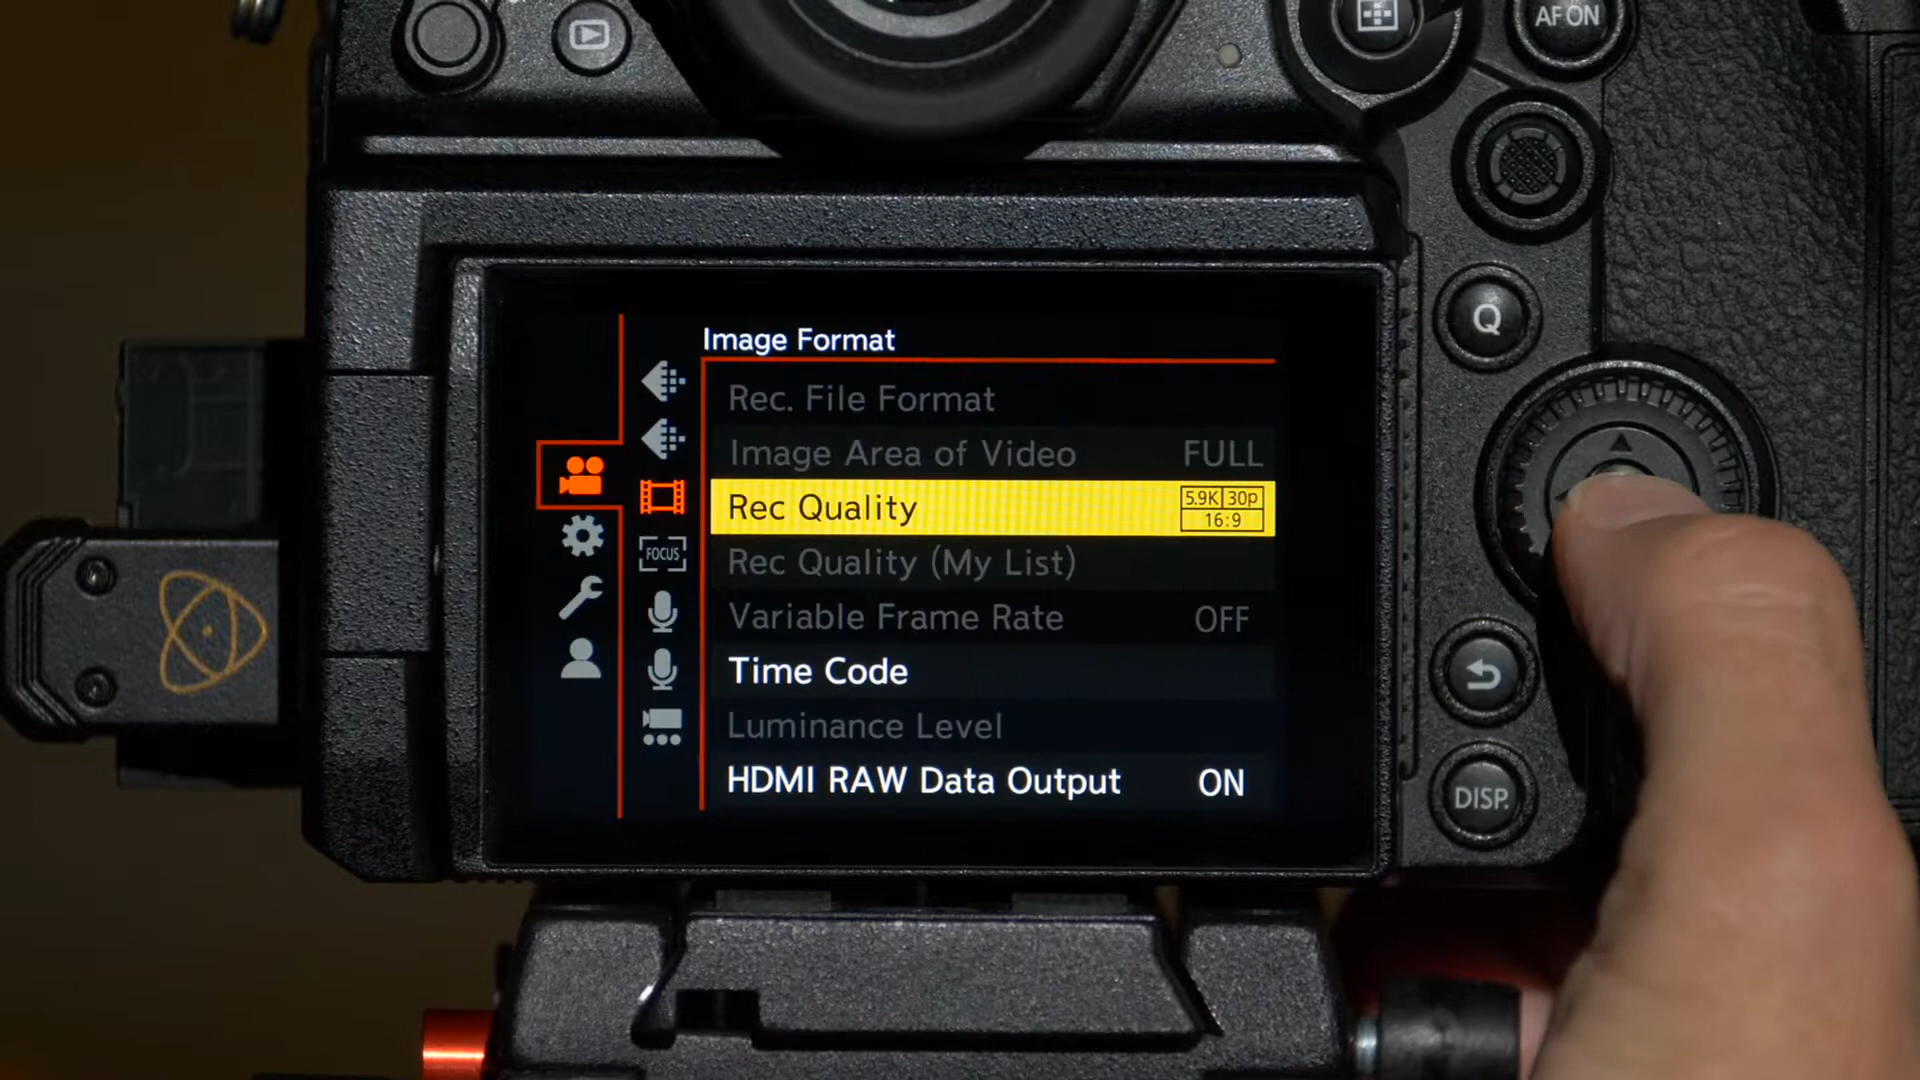 AF ON
Q
Image Format
Rec. File Format
Image Area of Video FULL
Rec Quality 5.9K 30p
16:9
FOCUS
Rec Quality (My List)
Variable Frame Rate OFF
Time Code
Luminance Level
HDMI RAW Data Output ON
DISP.